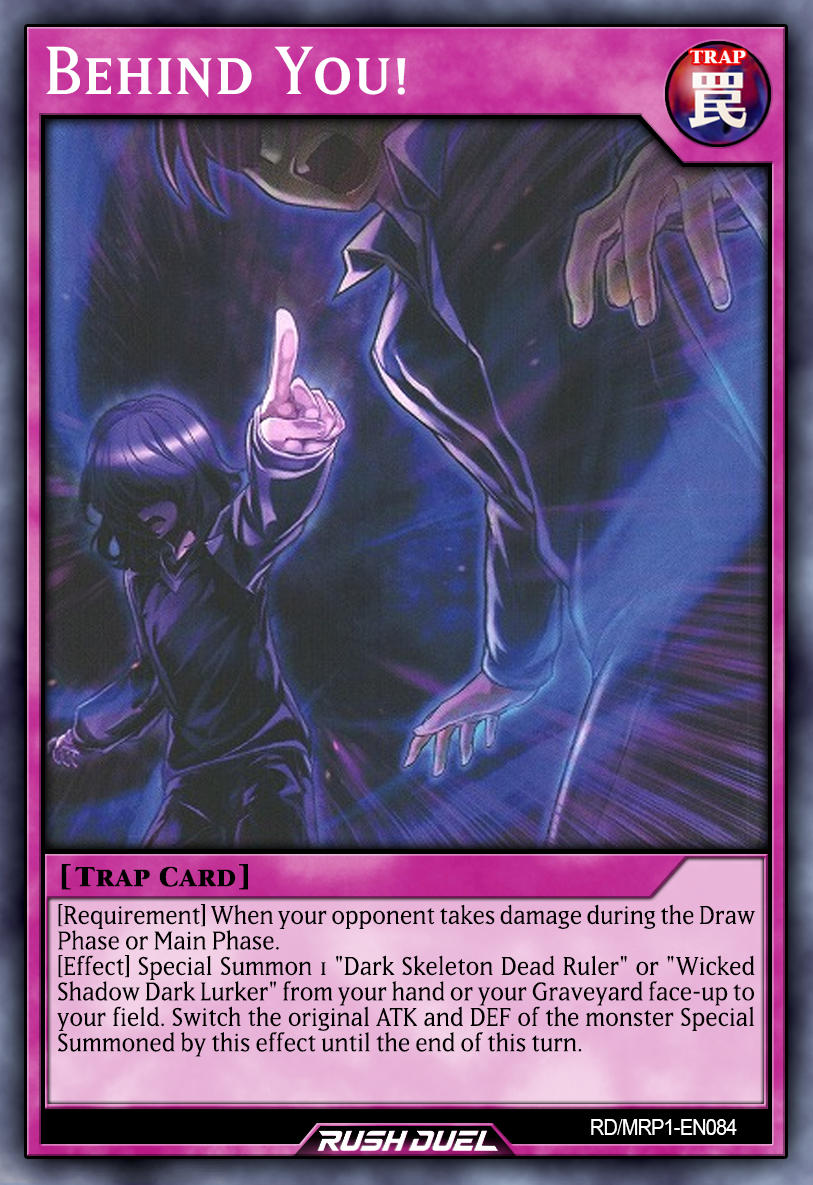 Behind You!
TRAP
罠
[Trap Card]
[Requirement] When your opponent takes damage during the Draw
Phase or Main Phase.
[Effect] Special Summon 1 "Dark Skeleton Dead Ruler" or "Wicked
Shadow Dark Lurker" from your hand or your Graveyard face-up to
your field. Switch the original ATK and DEF of the monster Special
Summoned by this effect until the end of this turn.
RUSH DUEL
RD/MRP1-EN084